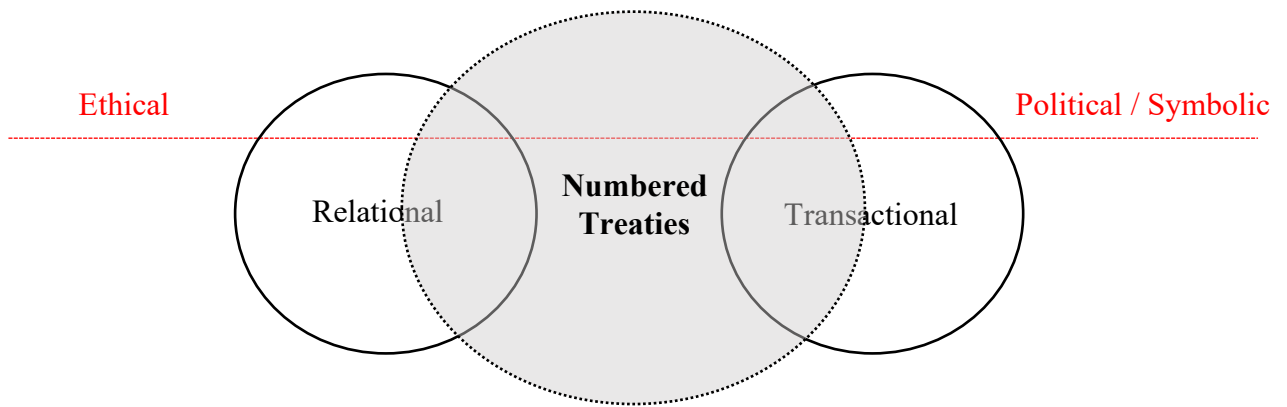 Ethical
Political / Symbolic
Numbered
Treaties
Relational
Transactional